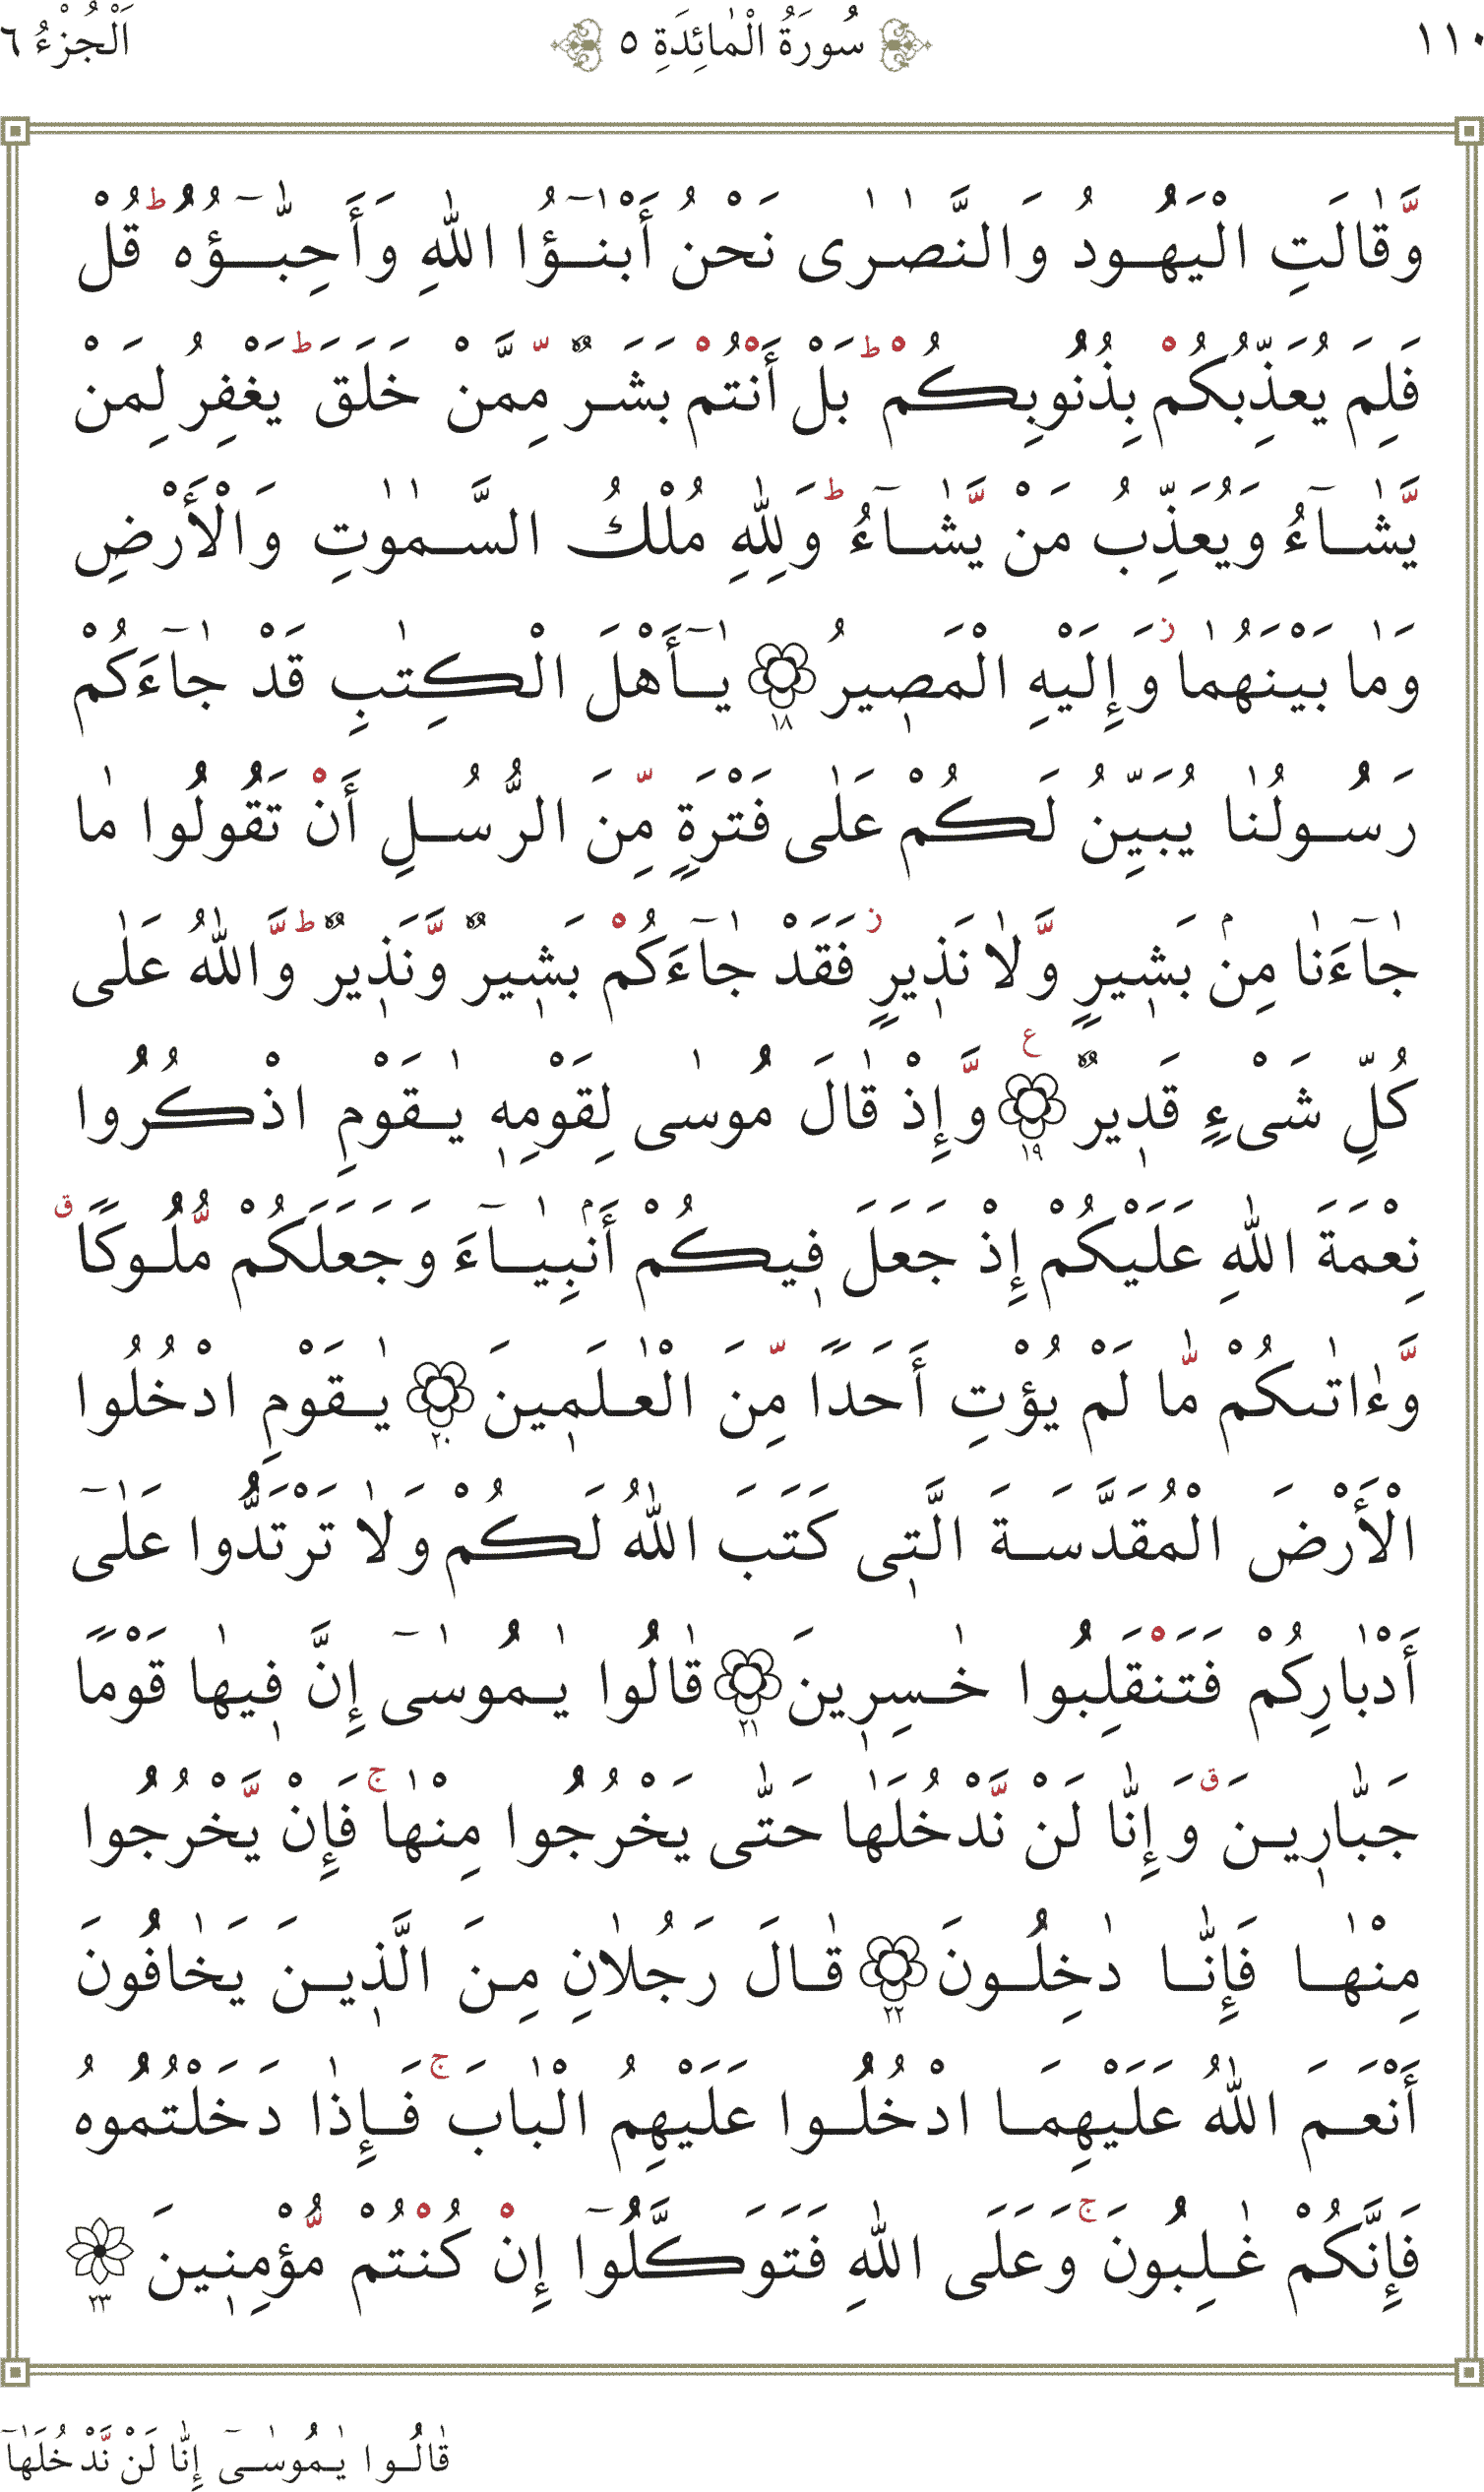 ١١٠ سُورَةُ الْمٰائِدَةِ ٥ اَلْجُزْءُ ٦
وَّقٰالَتِ الْيَهُودُ وَالنَّصٰرٰى نَحْنُ أَبْنٰٓؤُا اللّٰهِ وَأَحِبّٰٓؤُهُ ۭط قُلْ
فَلِمَ يُعَذِّبُكُمْ بِذُنُوبِكُمْ ط بَلْ أَنْتُمْ بَشَرٌ مِّمَّنْ خَلَقَ ط يَغْفِرُ لِمَنْ
يَّشٰآءُ وَيُعَذِّبُ مَنْ يَّشٰآءُ ط وَلِلّٰهِ مُلْكُ السَّمٰوٰتِ وَالْأَرْضِ
وَمٰا بَيْنَهُمٰا ز وَإِلَيْهِ الْمَصٖيرُ ١٨ يٰٓأَهْلَ الْكِتٰبِ قَدْ جٰآءَكُمْ
رَسُولُنٰا يُبَيِّنُ لَكُمْ عَلٰى فَتْرَةٍ مِّنَ الرُّسُلِ أَنْ تَقُولُوا مٰا
جٰآءَنٰا مِنْۢ بَشٖيرٍ وَّلٰا نَذٖيرٍ ز فَقَدْ جٰآءَكُمْ بَشٖيرٌ وَّنَذٖيرٌ ط وَّاللّٰهُ عَلٰى
كُلِّ شَىْءٍ قَدٖيرٌ ١٩ ع وَّإِذْ قٰالَ مُوسٰى لِقَوْمِهٖ يٰقَوْمِ اذْكُرُوا
نِعْمَةَ اللّٰهِ عَلَيْكُمْ إِذْ جَعَلَ فٖيكُمْ أَنْۢبِيٰآءَ وَجَعَلَكُمْ مُّلُوكًا ق
وَّءٰاتٰىكُمْ مّٰا لَمْ يُؤْتِ أَحَدًا مِّنَ الْعٰلَمٖينَ ٢٠ يٰقَوْمِ ادْخُلُوا
الْأَرْضَ الْمُقَدَّسَةَ الَّتٖى كَتَبَ اللّٰهُ لَكُمْ وَلٰا تَرْتَدُّوا عَلٰٓى
أَدْبٰارِكُمْ فَتَنْقَلِبُوا خٰسِرٖينَ ٢١ قٰالُوا يٰمُوسٰٓى إِنَّ فٖيهٰا قَوْمًا
جَبّٰارٖينَ ق وَإِنّٰا لَنْ نَّدْخُلَهٰا حَتّٰى يَخْرُجُوا مِنْهٰا ج فَإِنْ يَّخْرُجُوا
مِنْهٰا فَإِنّٰا دٰخِلُونَ ٢٢ قٰالَ رَجُلٰانِ مِنَ الَّذٖينَ يَخٰافُونَ
أَنْعَمَ اللّٰهُ عَلَيْهِمَا ادْخُلُوا عَلَيْهِمُ الْبٰابَ ج فَإِذٰا دَخَلْتُمُوهُ
فَإِنَّكُمْ غٰلِبُونَ ج وَعَلَى اللّٰهِ فَتَوَكَّلُوٓا إِنْ كُنْتُمْ مُّؤْمِنٖينَ ٢٣
قٰالُوا يٰمُوسٰٓى إِنّٰا لَنْ نَّدْخُلَهٰآ